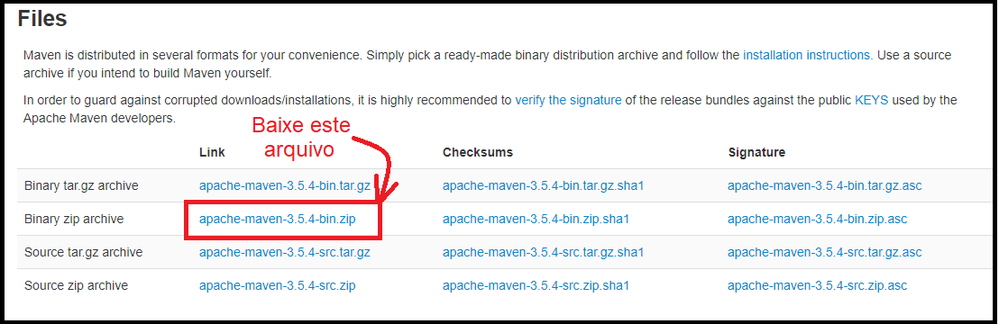 Files
Maven is distributed in several formats for your convenience. Simply pick a ready-made binary distribution archive and follow the installation instructions. Use a source
archive if you intend to build Maven yourself.
In order to guard against corrupted downloads/installations, it is highly recommended to verify the signature of the release bundles against the public KEYS used by the
Apache Maven developers.
Baixe este
arquivo
Link Checksums Signature
Binary tar.gz archive apache-maven-3.5.4-bin.tar.gz apache-maven-3.5.4-bin.tar.gz.sha1 apache-maven-3.5.4-bin.tar.gz.asc
Binary zip archive apache-maven-3.5.4-bin.zip apache-maven-3.5.4-bin.zip.sha1 apache-maven-3.5.4-bin.zip.asc
Source tar.gz archive apache-maven-3.5.4-src.tar.gz apache-maven-3.5.4-src.tar.gz.sha1 apache-maven-3.5.4-src.tar.gz.asc
Source zip archive apache-maven-3.5.4-src.zip apache-maven-3.5.4-src.zip.sha1 apache-maven-3.5.4-src.zip.asc